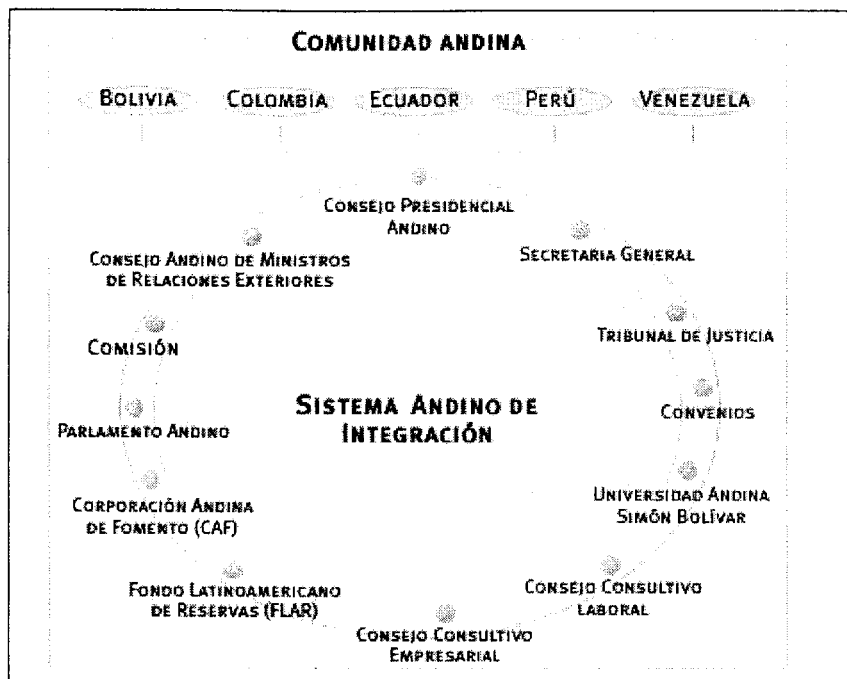 COMUNIDAD ANDINA
BOLIVIA
COLOMBIA
ECUADOR
PERÚ
VENEZUELA
CONSEJO PRESIDENCIAL
ANDINO
SECRETARIA GENERAL
TRIBUNAL DE JUSTICIA
CONVENIOS
UNIVERSIDAD ANDINA
SIMÓN BOLÍVAR
CONSEJO CONSULTIVO
LABORAL
CONSEJO CONSULTIVO
EMPRESARIAL
FONDO LATINOAMERICANO
DE RESERVAS (FLAR)
CORPORACIÓN ANDINA
DE FOMENTO (CAF)
PARLAMENTO ANDINO
COMISIÓN
CONSEJO ANDINO DE MINISTROS
DE RELACIONES EXTERIORES
SISTEMA ANDINO DE
INTEGRACIÓN